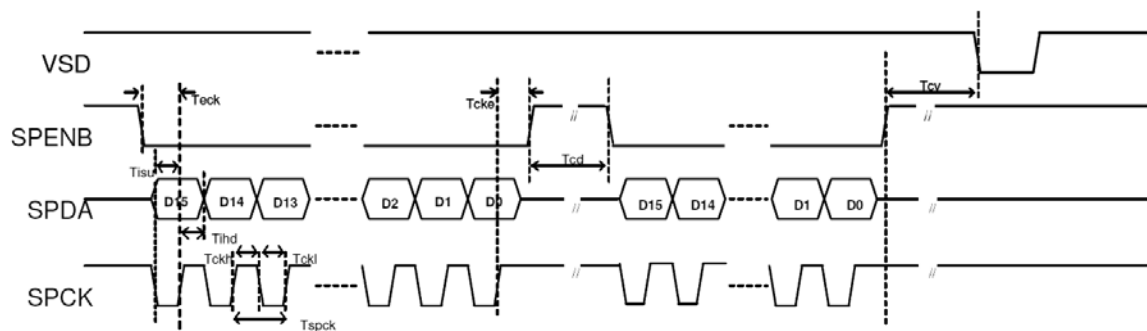 VSD
Teck
Tcke
Tcv
SPENB
//
//
Tcd
Tisu
SPDA
D15
D14
D13
D2
D1
D0
//
D15
D14
D1
D0
//
Tihd
Tckh
Tckl
SPCK
//
//
Tspck